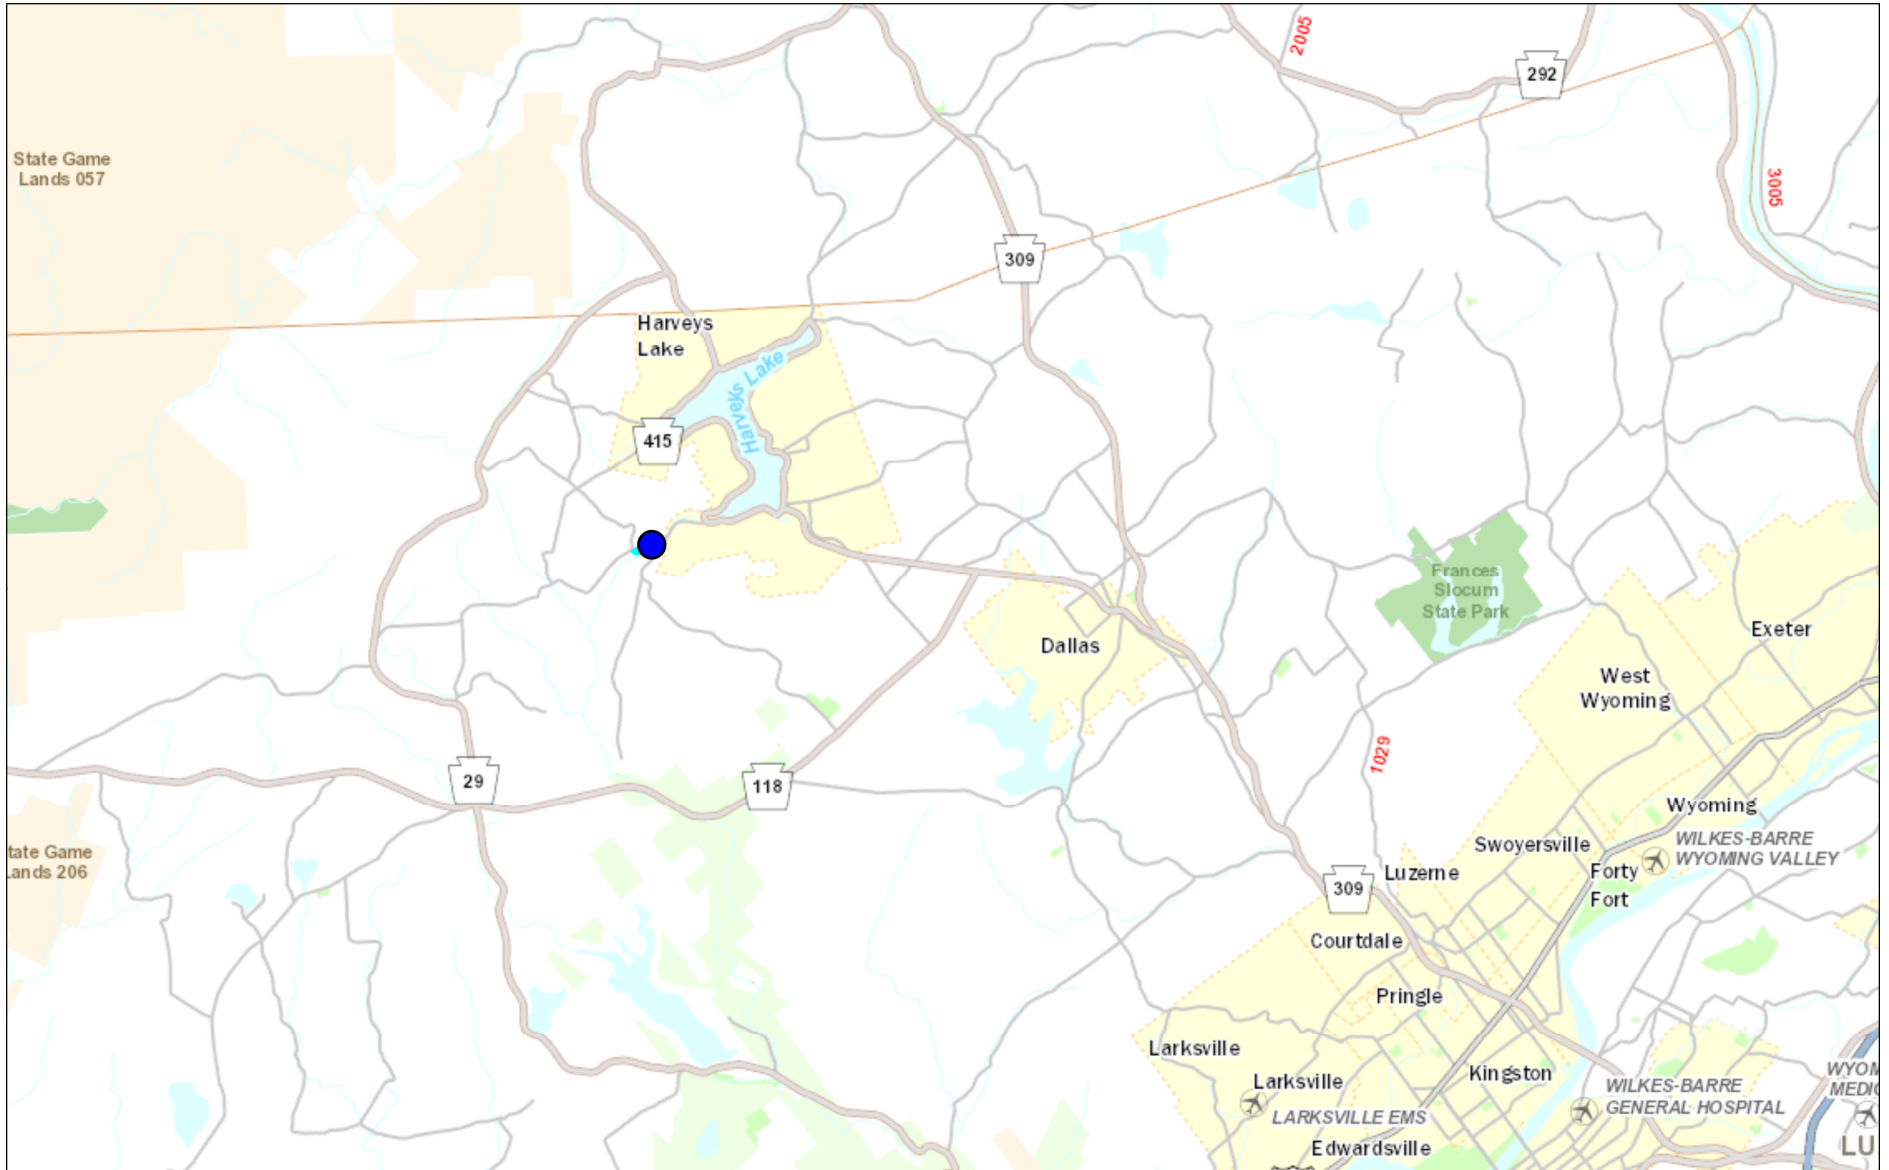 2005
292
State Game
Lands 057
3005
309
Harveys
Lake
Harveys Lake
415
Frances
Slocum
State Park
Exeter
Dallas
West
Wyoming
1029
29
118
Wyoming
WILKES-BARRE
WYOMING VALLEY
Swoyersville
tate Game
Lands 206
Luzerne
Forty
Fort
309
Courtdale
Pringle
Larksville
Kingston
Larksville
LARKSVILLE EMS
WILKES-BARRE
GENERAL HOSPITAL
WYOM
MEDIC
LU
Edwardsville